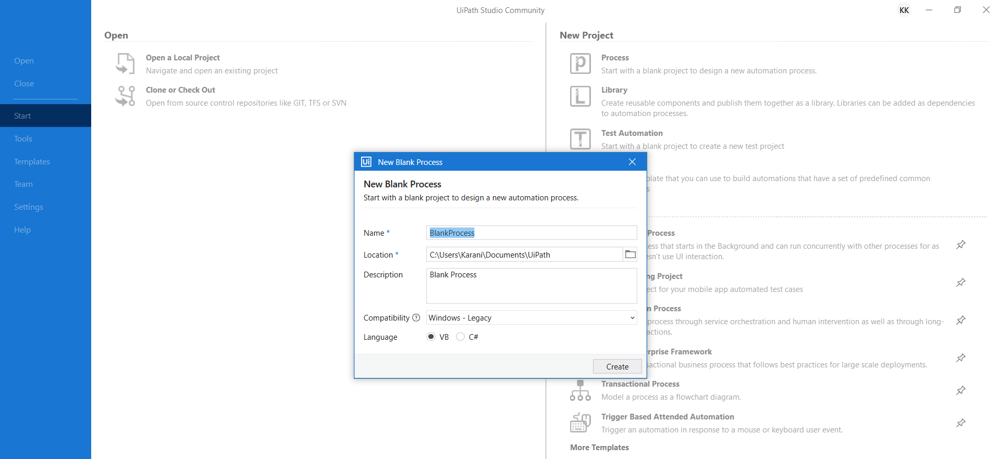 UiPath Studio Community
KK
Open
Close
Start
Tools
Templates
Team
Settings
Help
Open
Open a Local Project
Navigate and open an existing project
Clone or Check Out
Open from source control repositories like GIT, TFS or SVN
New Project
Process
Start with a blank project to design a new automation process.
Library
Create reusable components and publish them together as a library. Libraries can be added as dependencies
to automation processes.
Test Automation
Start with a blank project to create a new test project
that you can use to build automations that have a set of predefined common
Process
that starts in the Background and can run concurrently with other processes for as
use UI interaction.
Project
for your mobile app automated test cases
Process
process through service orchestration and human intervention as well as through long-
Framework
business process that follows best practices for large scale deployments.
Transactional Process
Model a process as a flowchart diagram.
Trigger Based Attended Automation
Trigger an automation in response to a mouse or keyboard user event.
More Templates
Ui New Blank Process
New Blank Process
Start with a blank project to design a new automation process.
Name *
BlankProcess
Location *
C:\Users\Karani\Documents\UiPath
Description
Blank Process
Compatibility ?
Windows - Legacy
Language
VB
C#
Create